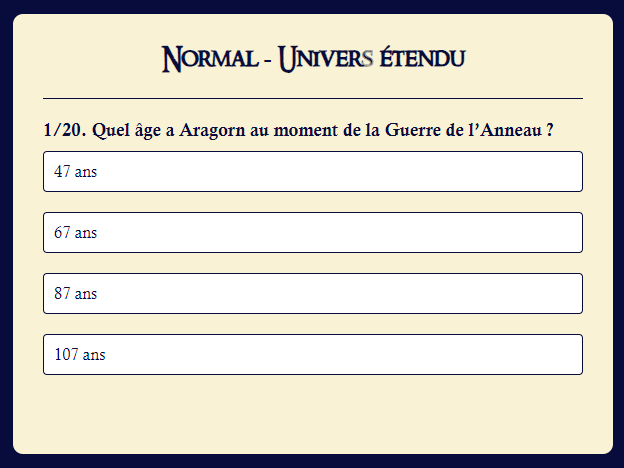 Normal - Univers étendu
1/20. Quel âge a Aragorn au moment de la Guerre de l’Anneau ?
47 ans
67 ans
87 ans
107 ans